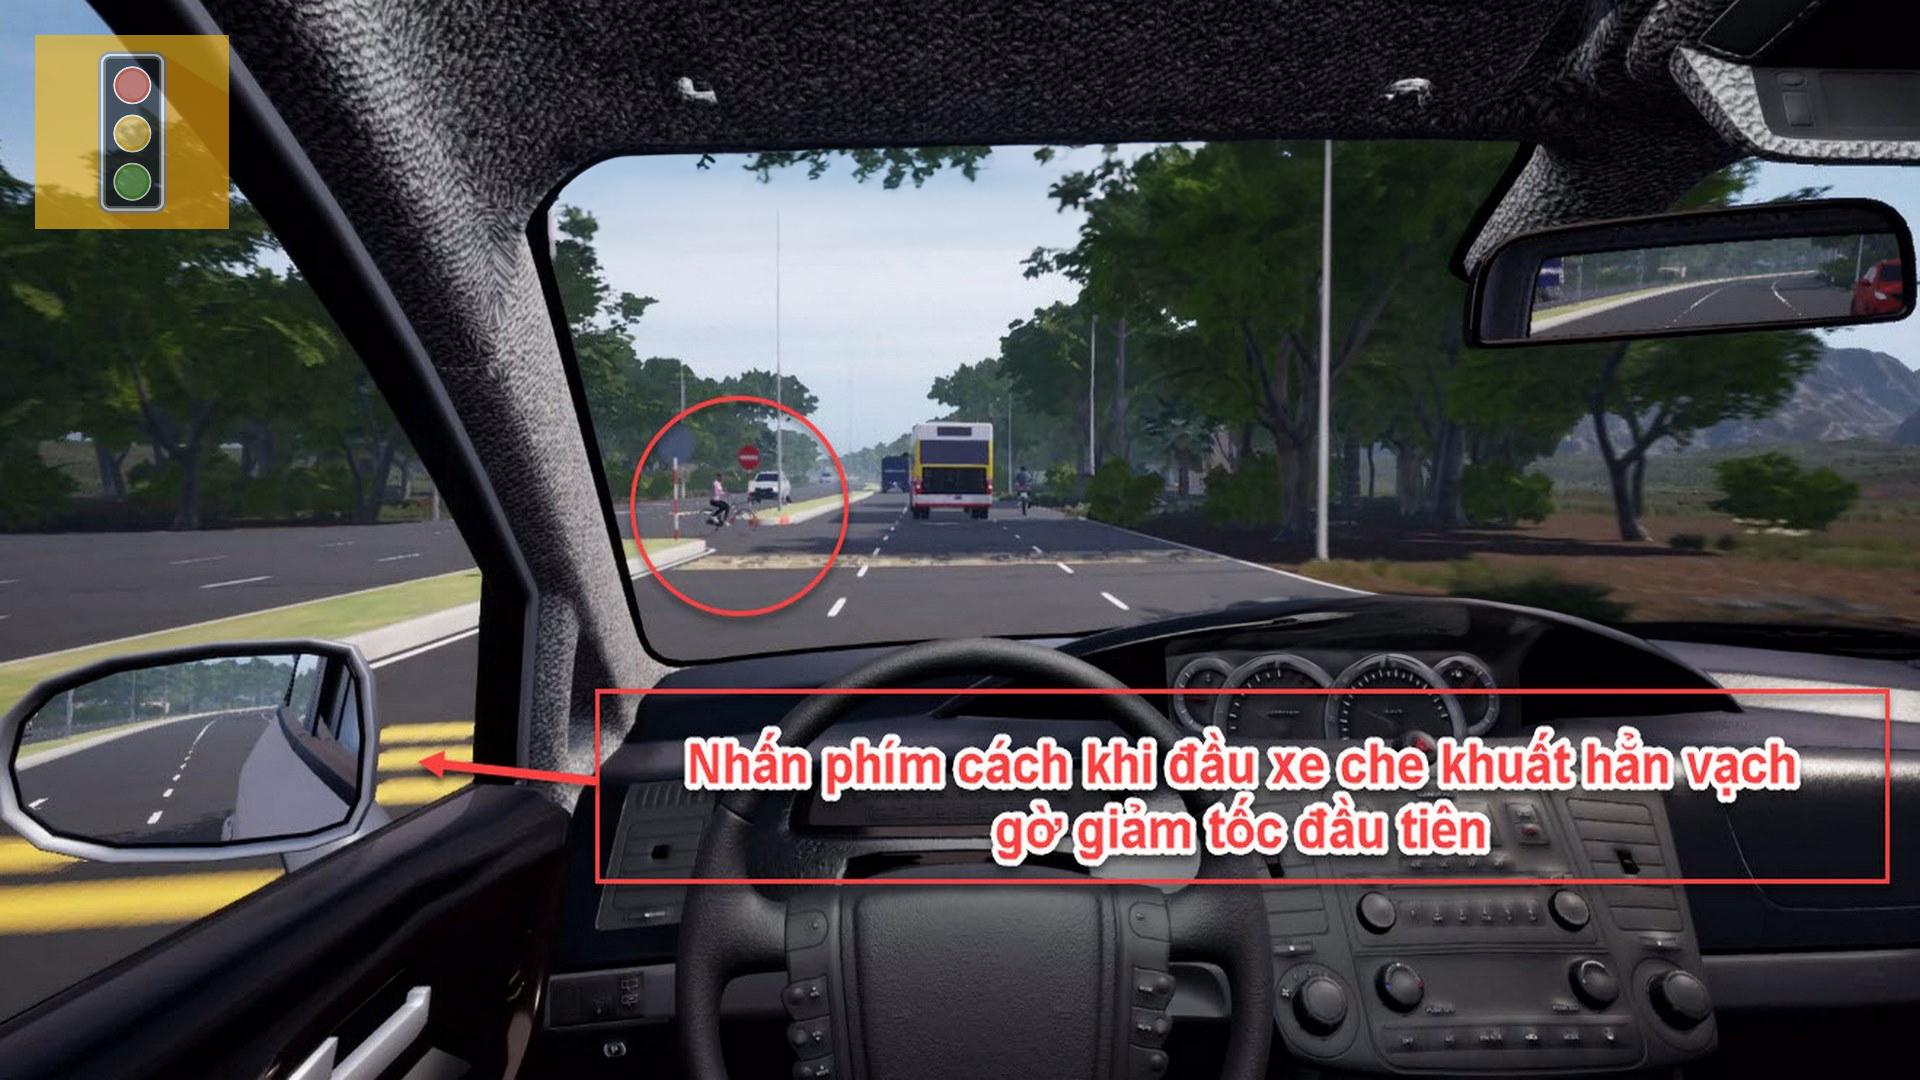 Nhấn phím cách khi đầu xe che khuất hẳn vạch
gờ giảm tốc đầu tiên